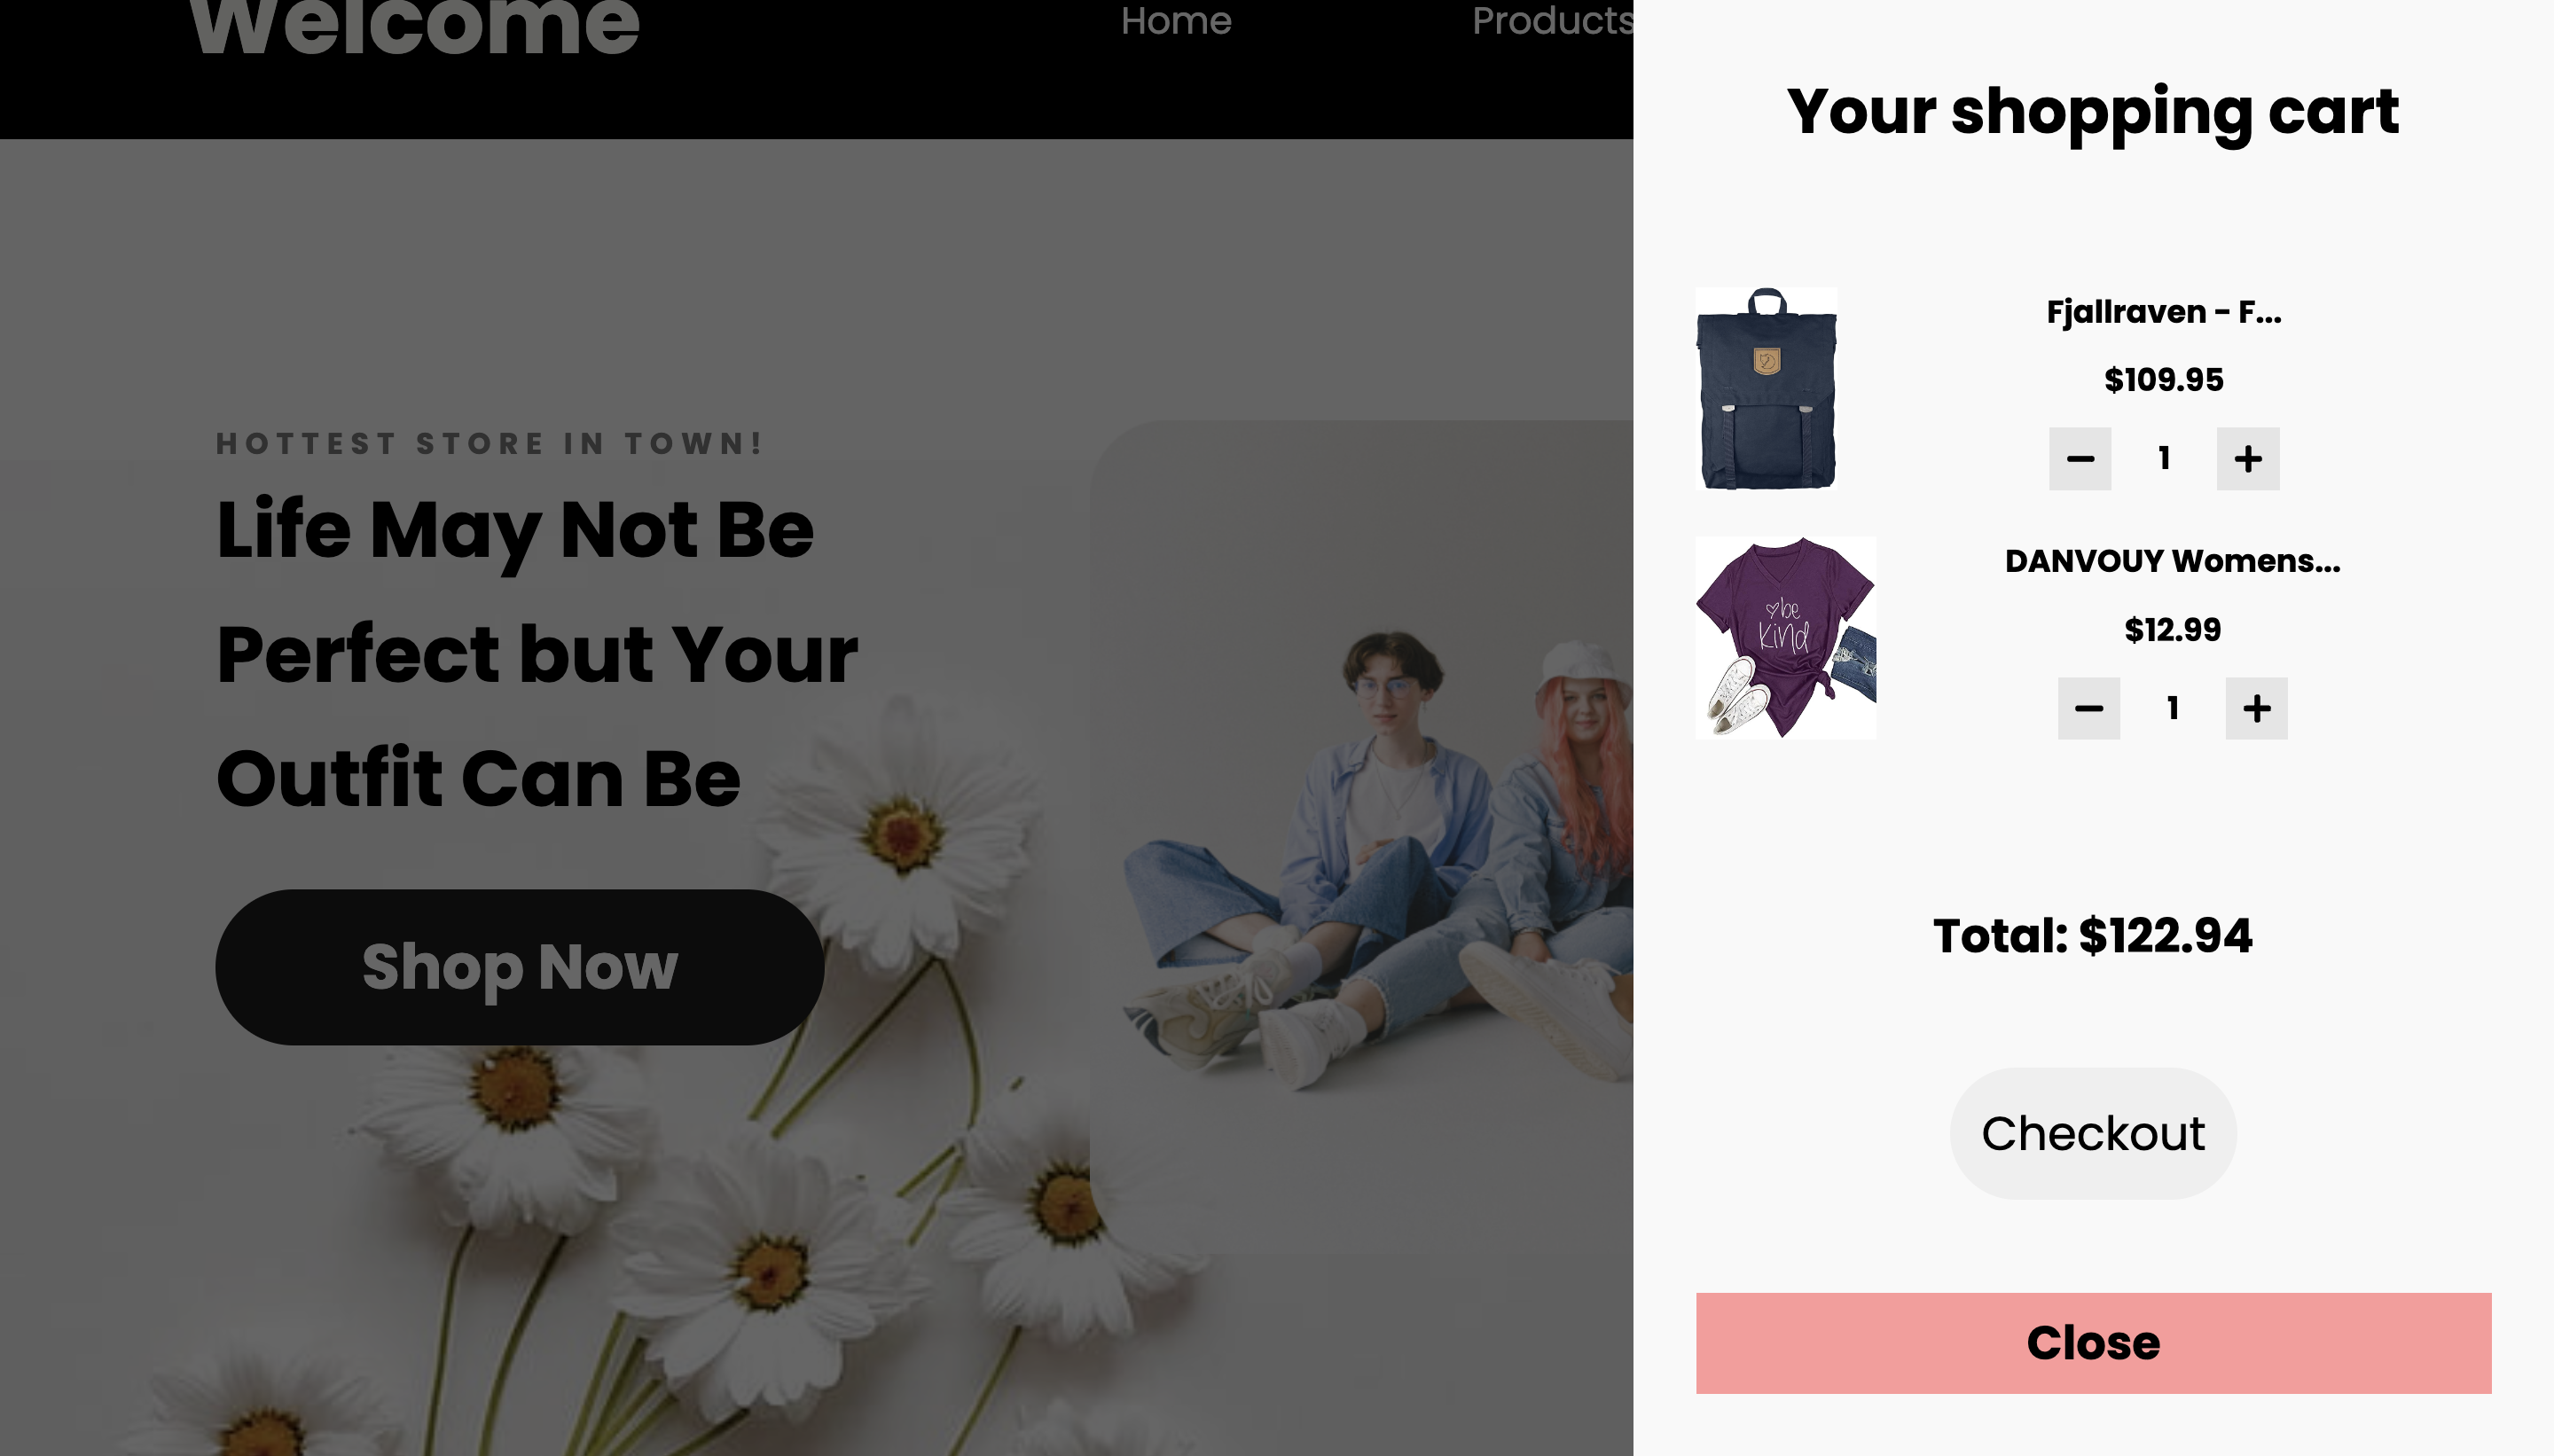 Welcome
Home
Products
HOTTEST STORE IN TOWN!
Life May Not Be
Perfect but Your
Outfit Can Be
Shop Now
Your shopping cart
Fjallraven - F...
$109.95
1
be
kind
DANVOUY Womens...
$12.99
1
Total: $122.94
Checkout
Close